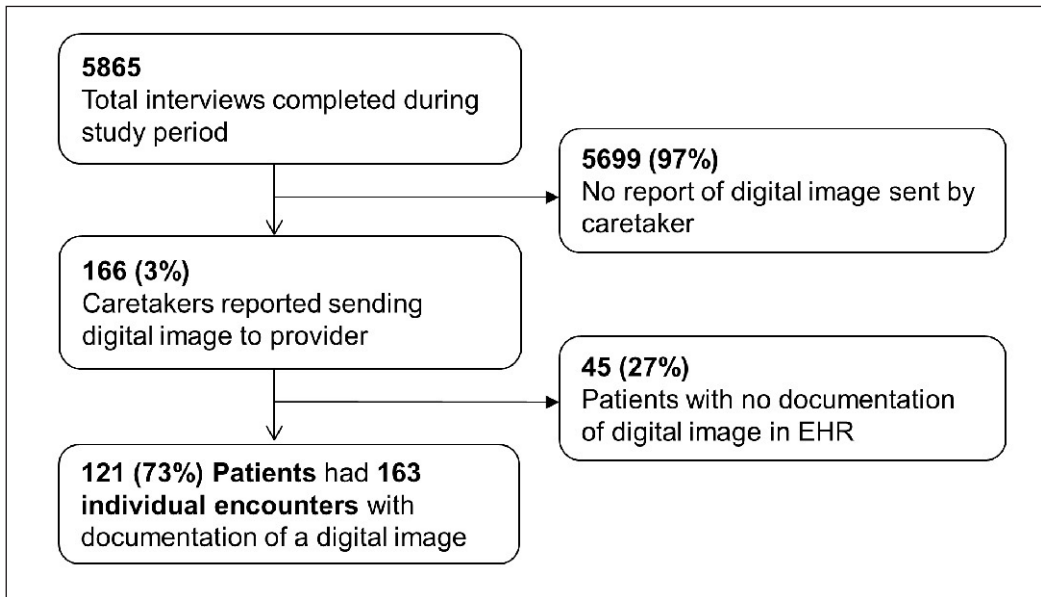 5865
Total interviews completed during
study period
5699 (97%)
No report of digital image sent by
caretaker
166 (3%)
Caretakers reported sending
digital image to provider
45 (27%)
Patients with no documentation
of digital image in EHR
121 (73%) Patients had 163
individual encounters with
documentation of a digital image